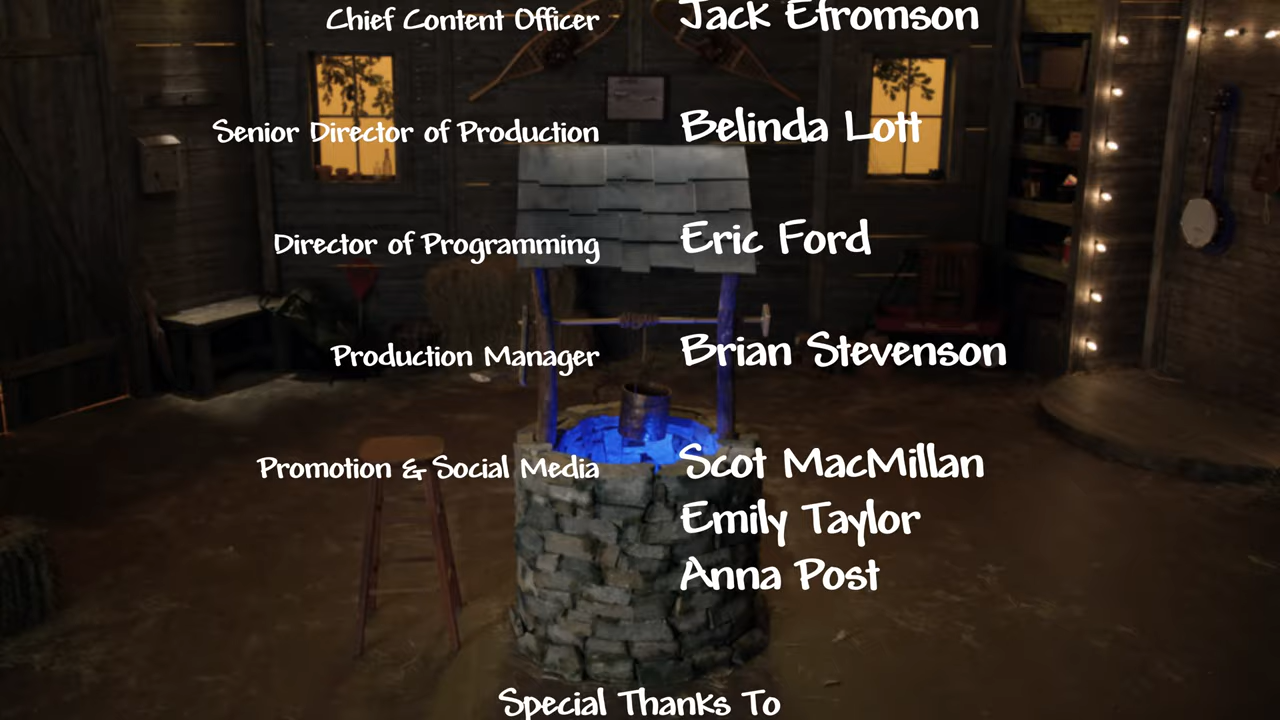 Chief Content Officer Jack Efromson
Senior Director of Production Belinda Lott
Director of Programming Eric Ford
Production Manager Brian Stevenson
Promotion & Social Media Scot MacMillan
Emily Taylor
Anna Post
Special Thanks To